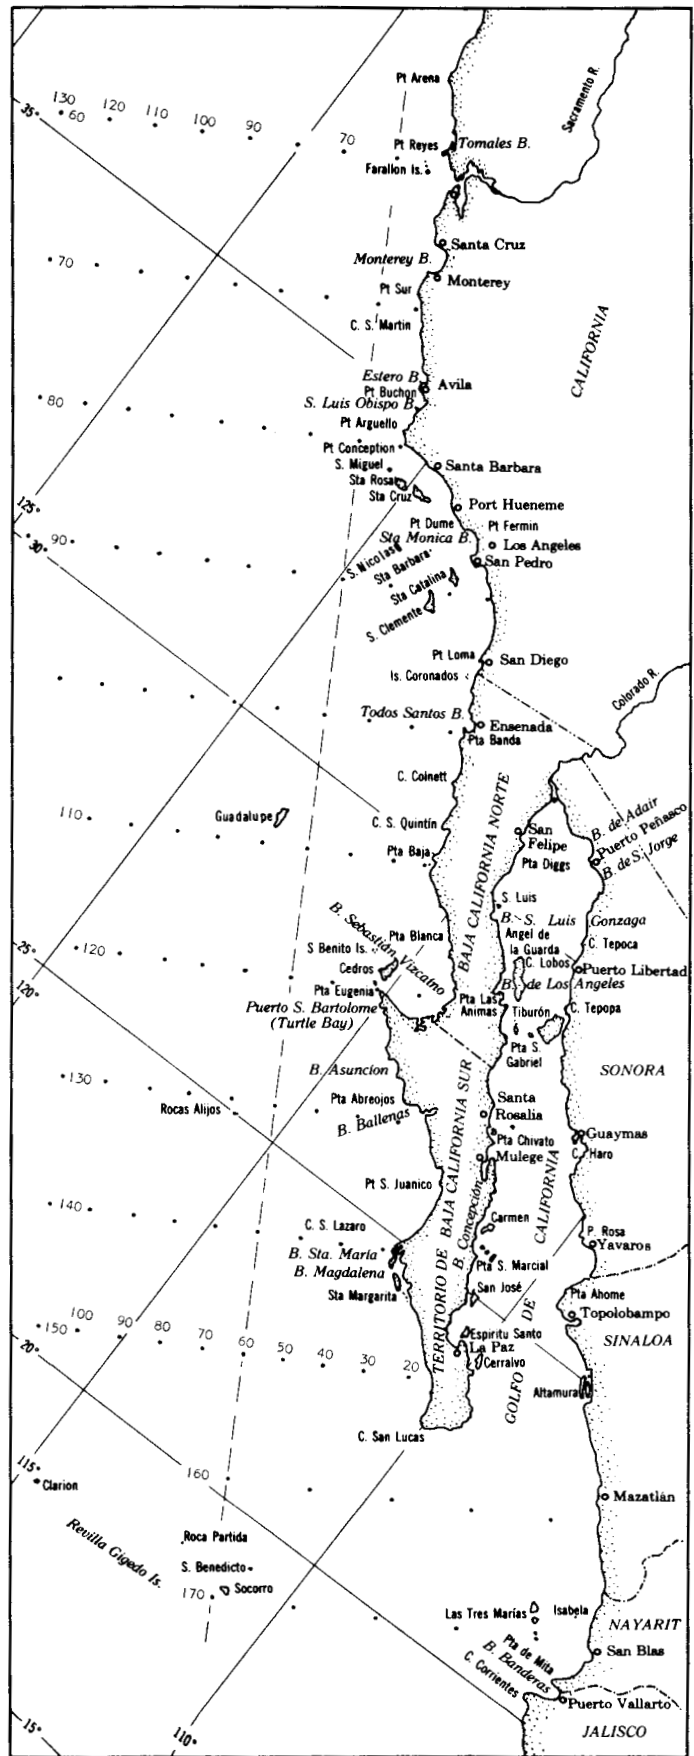 Pt Arena
Sacramento R.
35°
130
60
120
110
100
90
70
Pt Reyes
Tomales B.
Farallon Is.
Santa Cruz
Monterey B.
70
Monterey
Pt Sur
C. S. Martin
CALIFORNIA
Estero B.
Avila
Pt Buchon
80
S. Luis Obispo B.
Pt Arguello
Pt Conception
S. Miguel
Santa Barbara
Sta Rosa
Sta Cruz
125°
Port Hueneme
Pt Dume
Pt Fermin
30°
90
Sta Monica B.
Los Angeles
S. Nicolas
Sta Barbara
San Pedro
Sta Catalina
S. Clemente
Pt Loma
San Diego
Is. Coronados
Colorado R.
Todos Santos B.
Ensenada
Pta Banda
C. Colnett
110
Guadalupe
C. S. Quintín
BAJA CALIFORNIA NORTE
San
Felipe
B. del Adair
Puerto Peñasco
B. de S. Jorge
Pta Baja
Pta Diggs
S. Luis
B. S. Luis Gonzaga
B. Sebastián Vizcaíno
Pta Blanca
Angel de
la Guarda
C. Tepoca
25°
120
S Benito Is.
C. Lobos
Cedros
Puerto Libertad
120°
Pta Eugenia
B. de Los Angeles
Puerto S. Bartolome
(Turtle Bay)
Pta Las
Animas
Tiburón
C. Tepopa
Pta S.
Gabriel
B. Asuncion
SONORA
130
Rocas Alijos
Pta Abreojos
B. Ballenas
Santa
Rosalia
Pta Chivato
Guaymas
Mulege
C. Haro
Pt S. Juanico
TERRITORIO DE BAJA CALIFORNIA SUR
B. Concepción
GOLFO DE CALIFORNIA
140
C. S. Lazaro
Carmen
P. Rosa
Yavaros
B. Sta. María
B. Magdalena
Pta S. Marcial
Sta Margarita
San José
Pta Ahome
Topolobampo
20°
150
100
90
80
70
60
50
40
30
20
Espiritu Santo
La Paz
Cerralvo
SINALOA
Altamura
C. San Lucas
115°
Clarion
160
Mazatlán
Revilla Gigedo Is.
Roca Partida
S. Benedicto
170
Socorro
Las Tres Marías
Isabela
NAYARIT
Pta de Mita
B. Banderas
San Blas
C. Corrientes
Puerto Vallarto
15°
110°
JALISCO